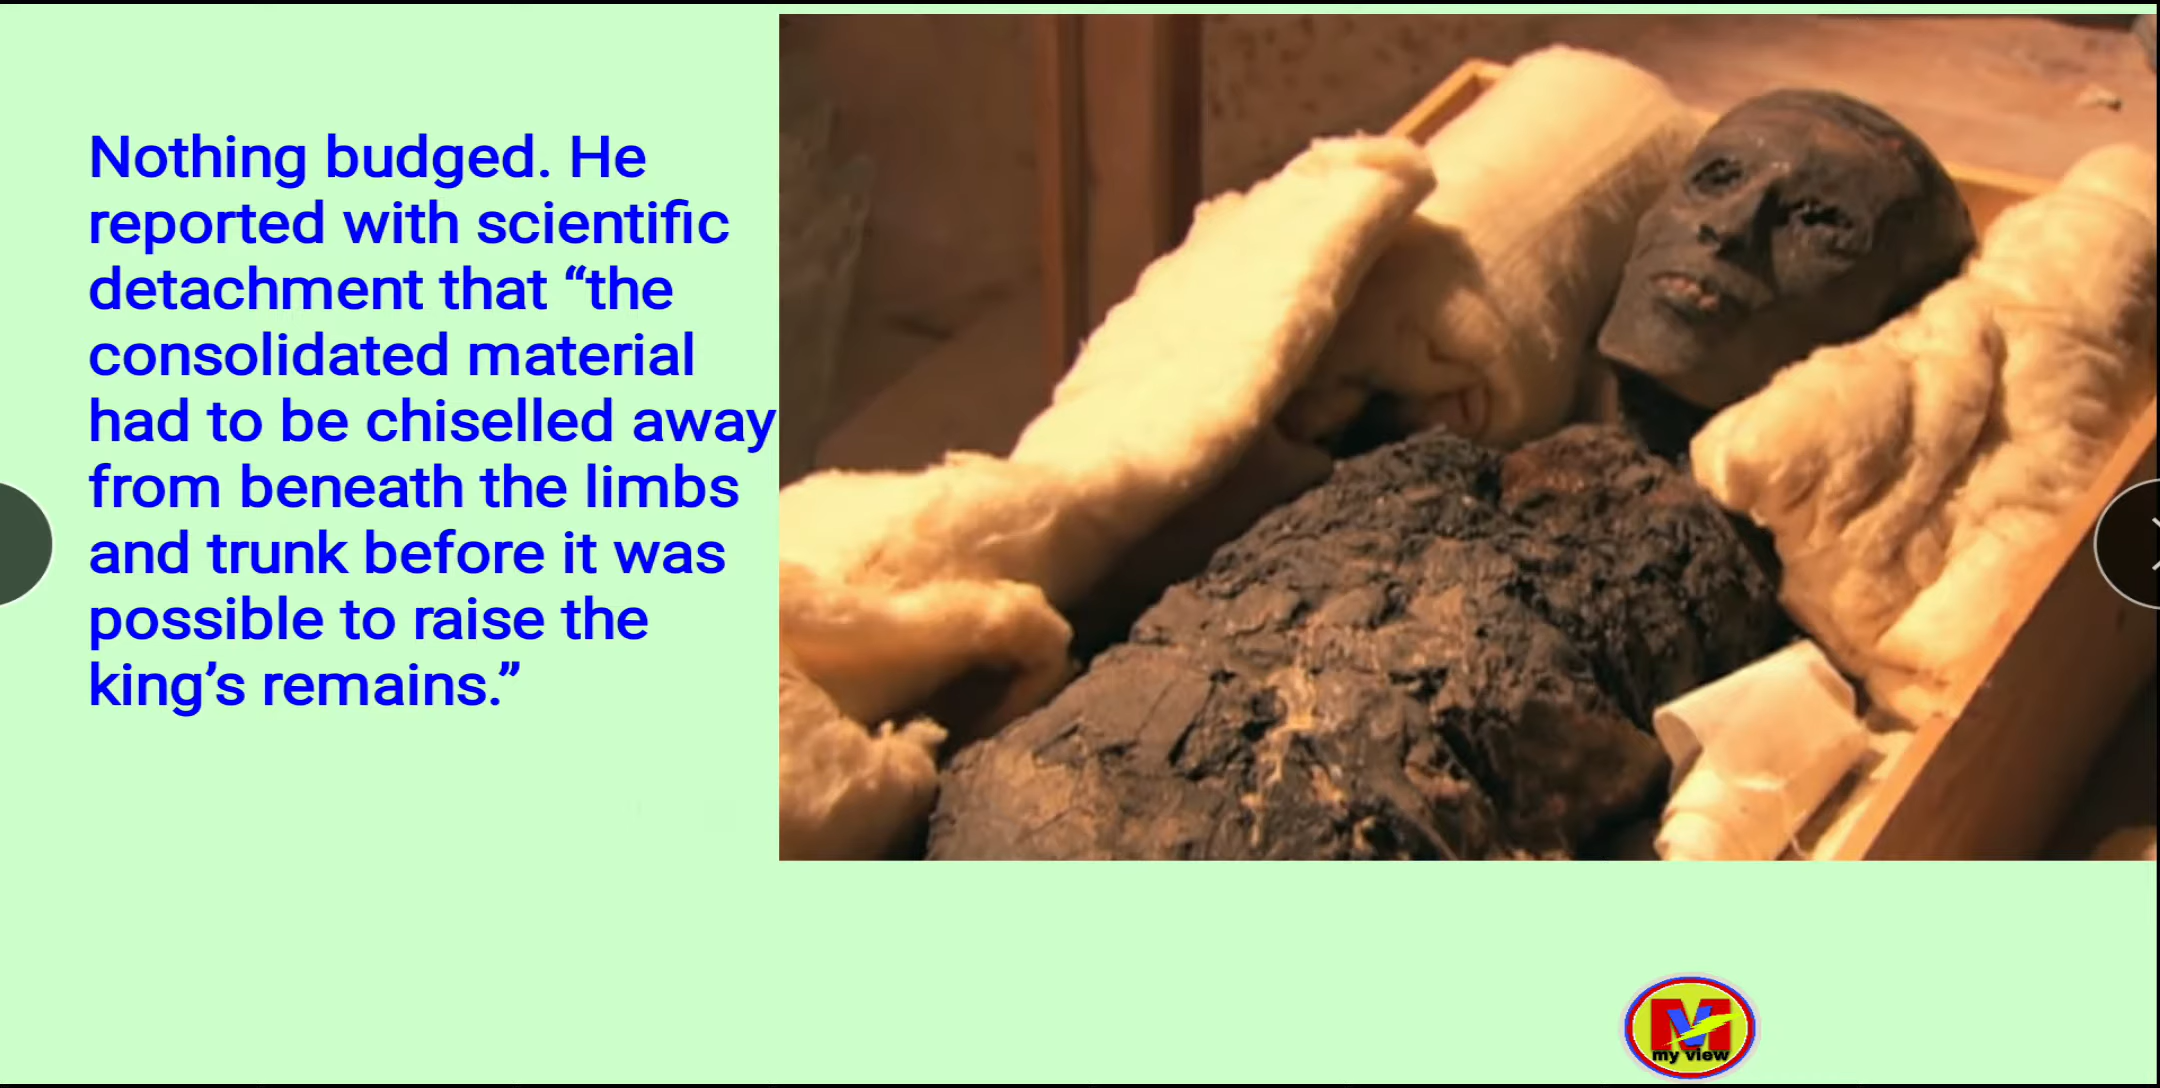 Nothing budged. He
reported with scientific
detachment that “the
consolidated material
had to be chiselled away
from beneath the limbs
and trunk before it was
possible to raise the
king’s remains.”
MV
my view